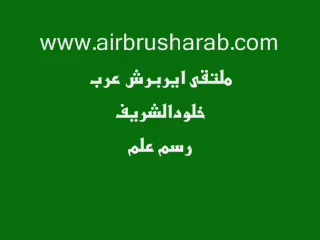 www.airbrusharab.com
ملتقى ايربرش عرب
خلودالشريف
رسم علم